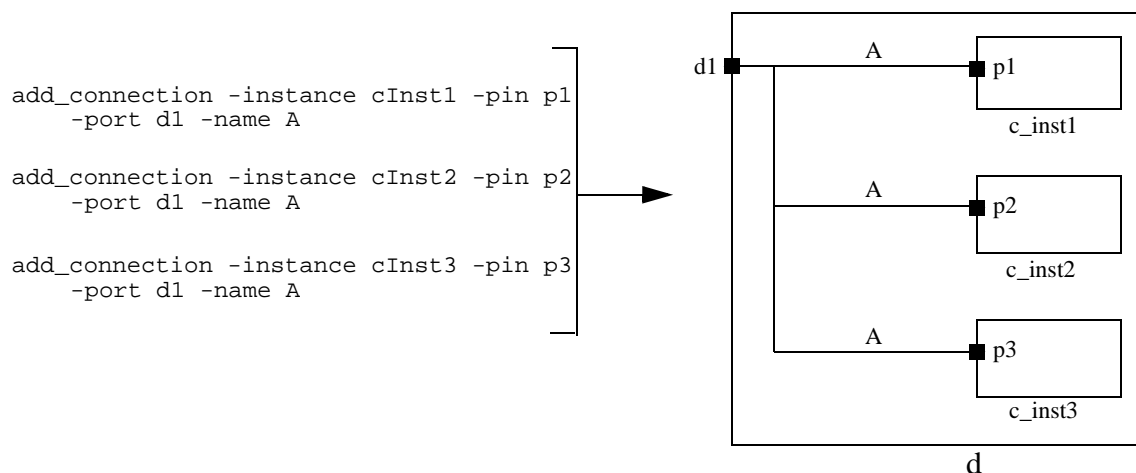 add_connection -instance cInst1 -pin p1
-port d1 -name A
add_connection -instance cInst2 -pin p2
-port d1 -name A
add_connection -instance cInst3 -pin p3
-port d1 -name A
d1
A
p1
c_inst1
A
p2
c_inst2
A
p3
c_inst3
d